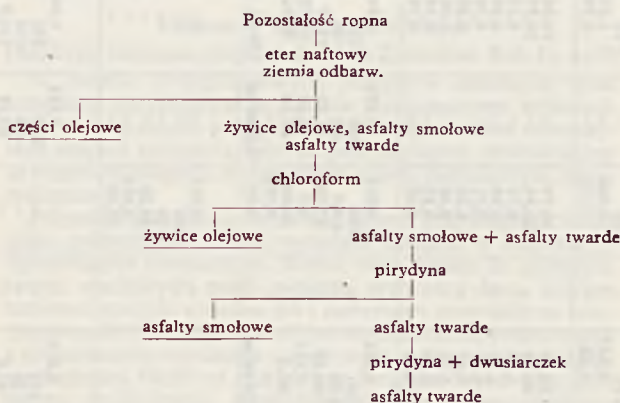 Pozostałość ropna
eter naftowy
ziemia odbarw.
części olejowe
żywice olejowe, asfalty smołowe
asfalty twarde
chloroform
żywice olejowe
asfalty smołowe + asfalty twarde
pirydyna
asfalty smołowe
asfalty twarde
pirydyna + dwusiarczek
asfalty twarde